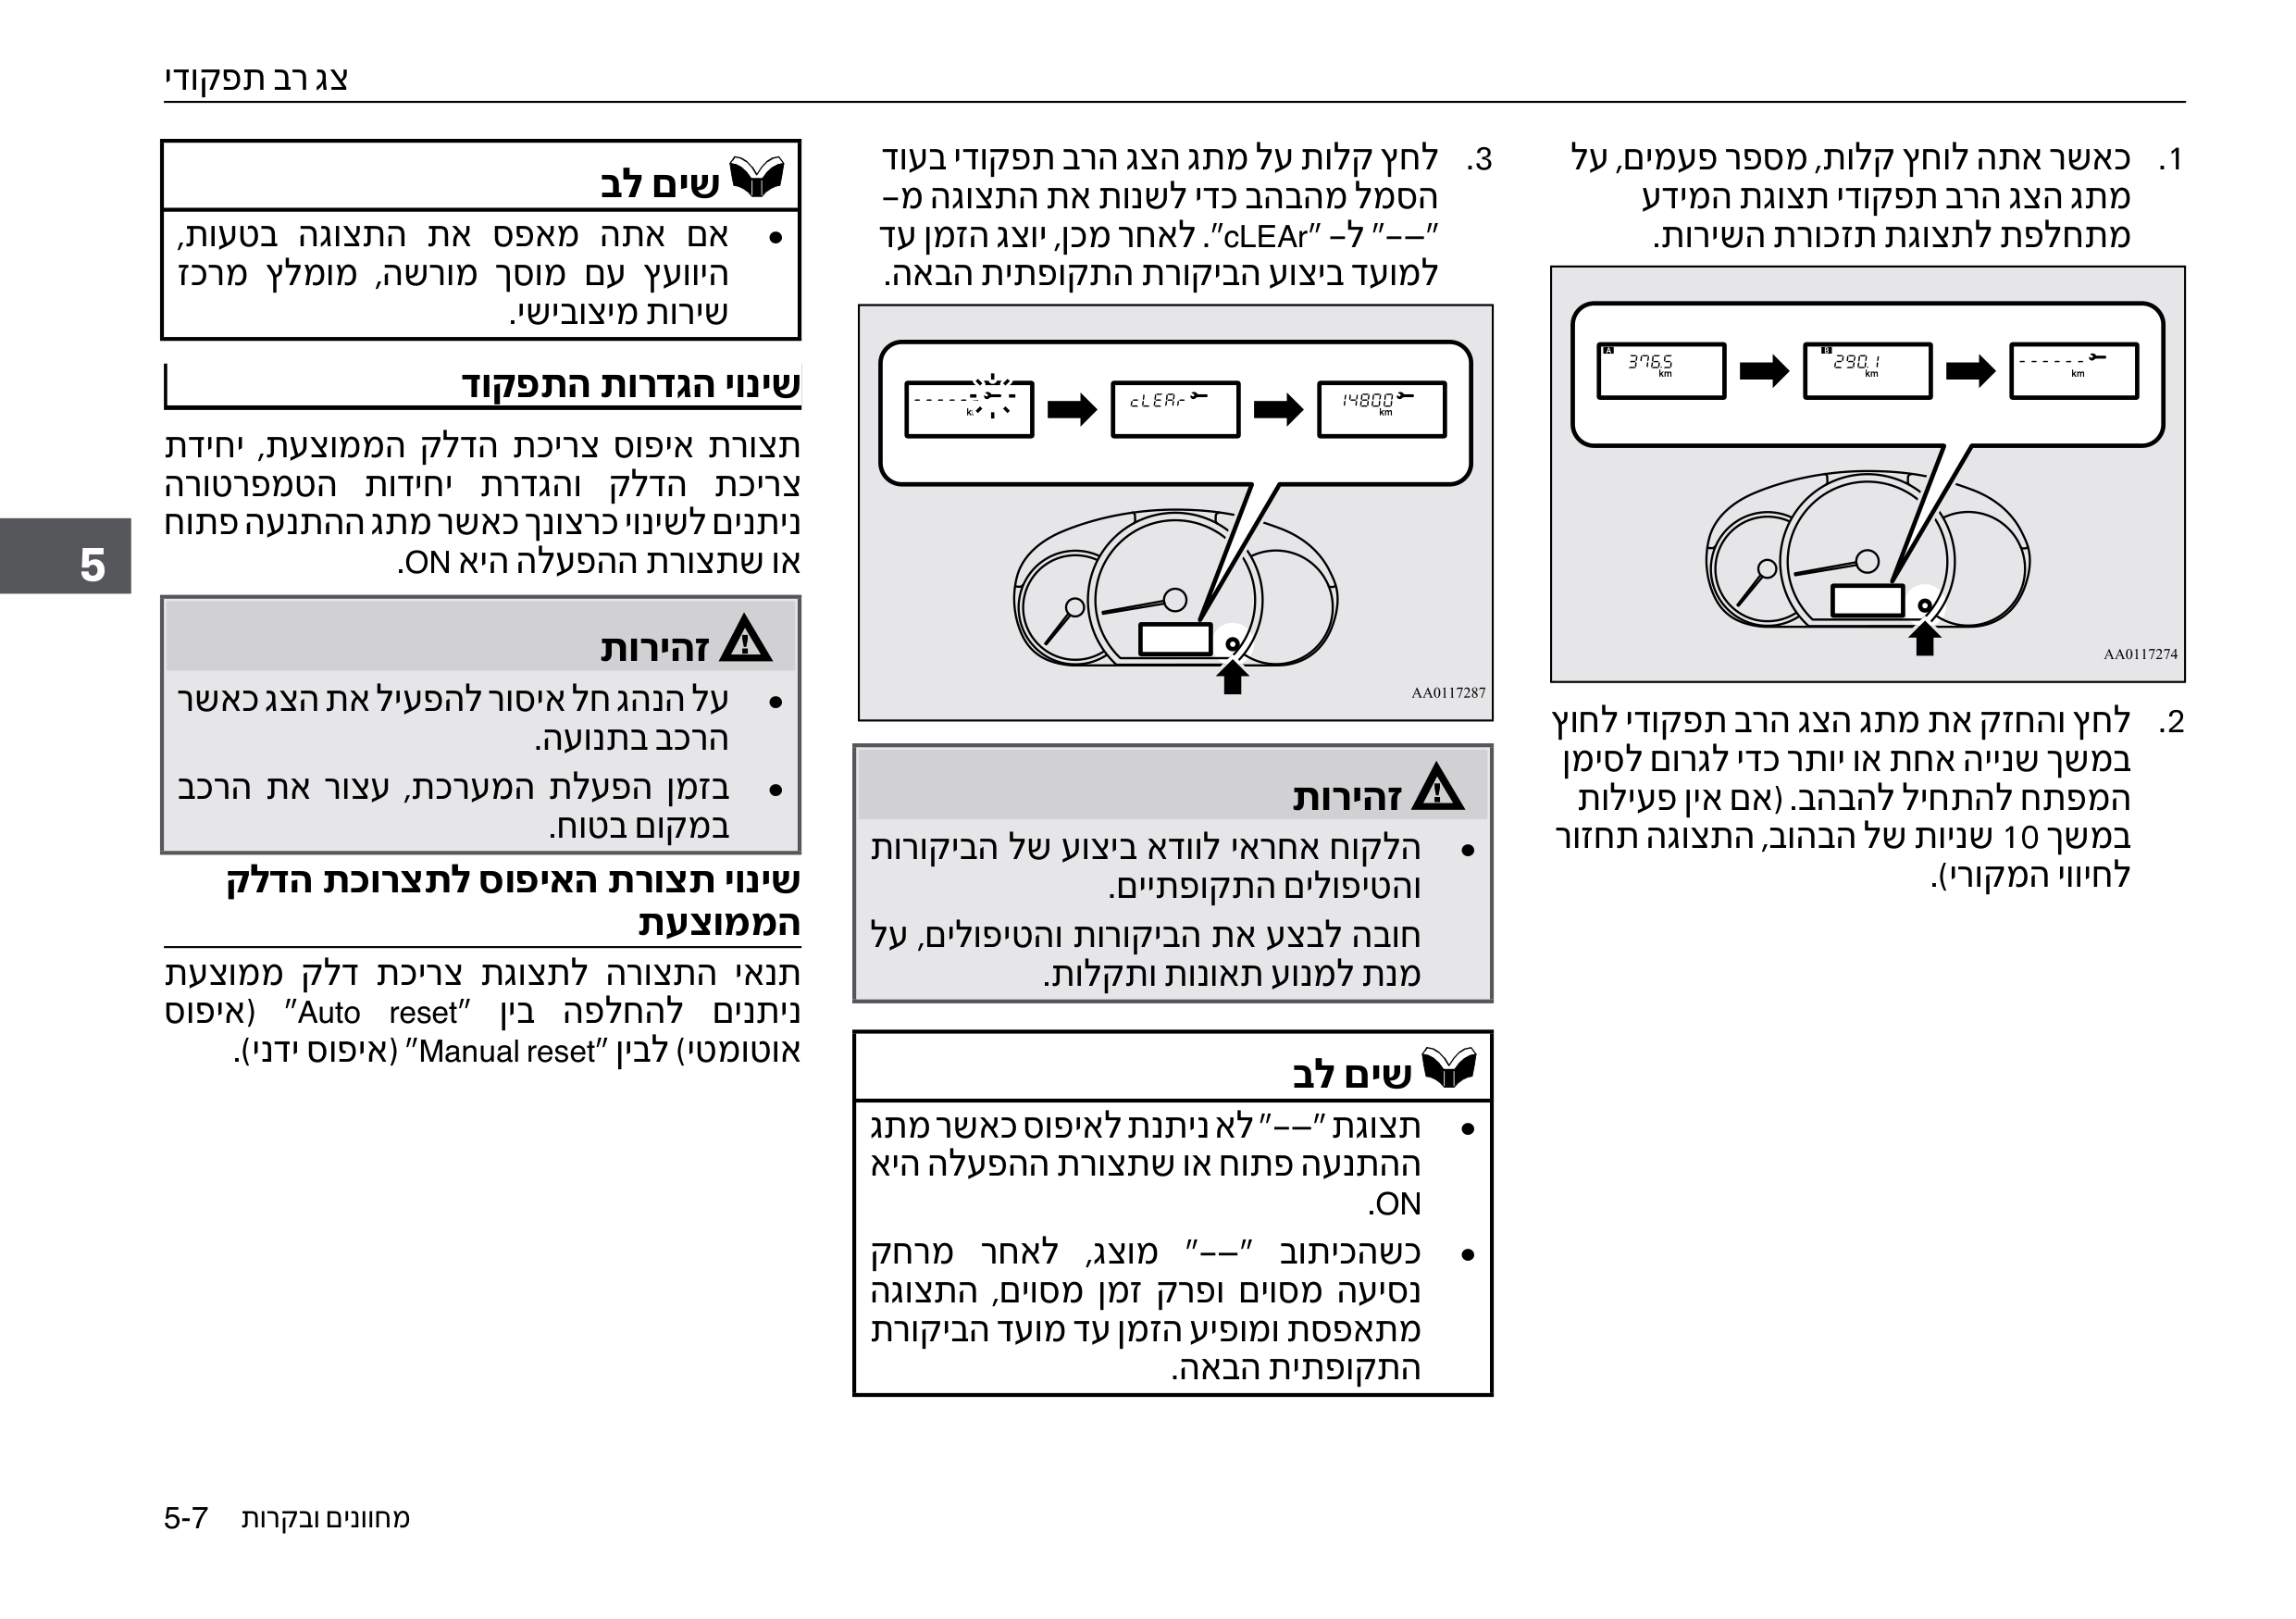 צג רב תפקודי
1. כאשר אתה לוחץ קלות, מספר פעמים, על
מתג הצג הרב תפקודי תצוגת המידע
מתחלפת לתצוגת תזכורת השירות.
A 376.5 km
B 290.1 km
------ km
AA0117274
2. לחץ והחזק את מתג הצג הרב תפקודי לחוץ
במשך שנייה אחת או יותר כדי לגרום לסימן
המפתח להתחיל להבהב. (אם אין פעילות
במשך 10 שניות של הבהוב, התצוגה תחזור
לחיווי המקורי).
3. לחץ קלות על מתג הצג הרב תפקודי בעוד
הסמל מהבהב כדי לשנות את התצוגה מ-
"---" ל- "cLEAr". לאחר מכן, יוצג הזמן עד
למועד ביצוע הביקורת התקופתית הבאה.
cLEAr
14800 km
AA0117287
זהירות
• הלקוח אחראי לוודא ביצוע של הביקורות
והטיפולים התקופתיים.
חובה לבצע את הביקורות והטיפולים, על
מנת למנוע תאונות ותקלות.
שים לב
• תצוגת "---" לא ניתנת לאיפוס כאשר מתג
ההתנעה פתוח או שתצורת ההפעלה היא
ON.
• כשהכיתוב "---" מוצג, לאחר מרחק
נסיעה מסוים ופרק זמן מסוים, התצוגה
מתאפסת ומופיע הזמן עד מועד הביקורת
התקופתית הבאה.
שים לב
• אם אתה מאפס את התצוגה בטעות,
היוועץ עם מוסך מורשה, מומלץ מרכז
שירות מיצובישי.
שינוי הגדרות התפקוד
תצורת איפוס צריכת הדלק הממוצעת, יחידת
צריכת הדלק והגדרת יחידות הטמפרטורה
ניתנים לשינוי כרצונך כאשר מתג ההתנעה פתוח
או שתצורת ההפעלה היא ON.
זהירות
• על הנהג חל איסור להפעיל את הצג כאשר
הרכב בתנועה.
• בזמן הפעלת המערכת, עצור את הרכב
במקום בטוח.
שינוי תצורת האיפוס לתצרוכת הדלק
הממוצעת
תנאי התצורה לתצוגת צריכת דלק ממוצעת
ניתנים להחלפה בין "Auto reset" (איפוס
אוטומטי) לבין "Manual reset" (איפוס ידני).
5
מחוונים ובקרות 5-7